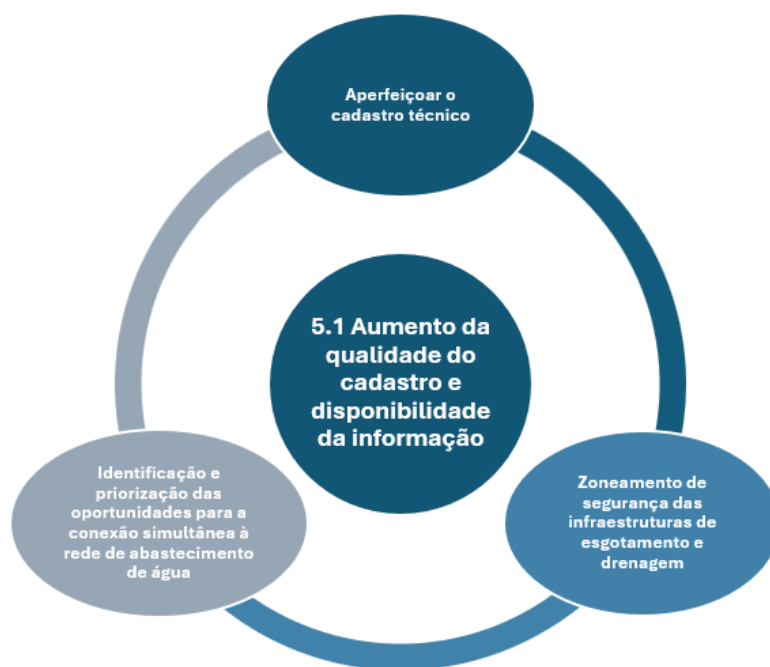 Aperfeiçoar o
cadastro técnico
5.1 Aumento da
qualidade do
cadastro e
disponibilidade
da informação
Identificação e
priorização das
oportunidades para a
conexão simultânea à
rede de abastecimento
de água
Zoneamento de
segurança das
infraestruturas de
esgotamento e
drenagem